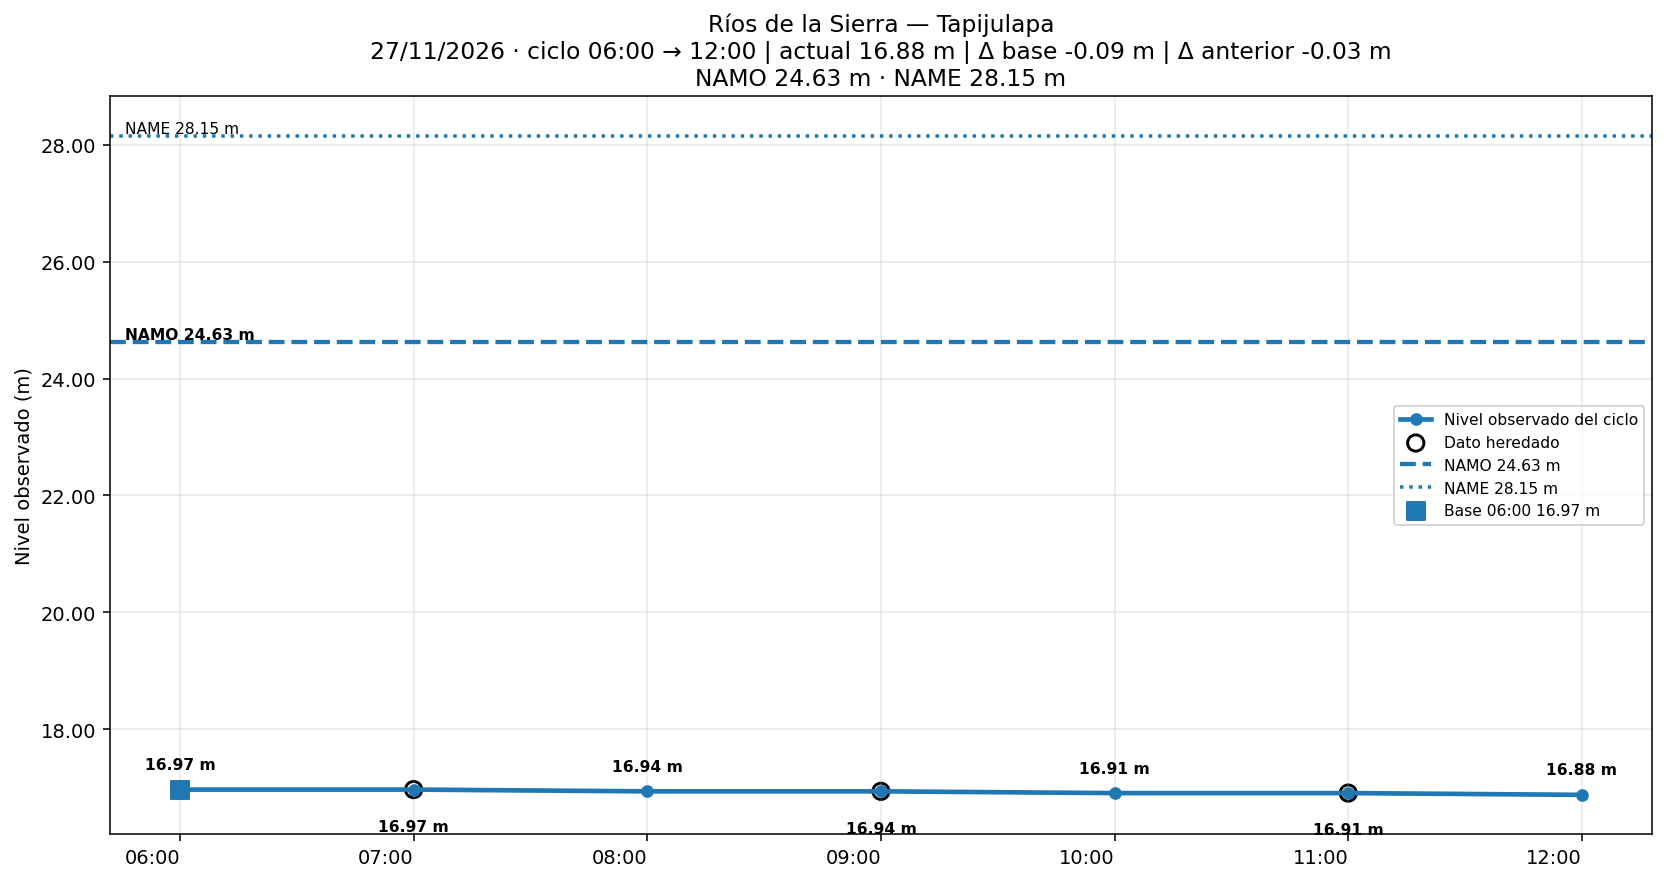 Ríos de la Sierra — Tapijulapa
27/11/2026 · ciclo 06:00 → 12:00 | actual 16.88 m | Δ base -0.09 m | Δ anterior -0.03 m
NAMO 24.63 m · NAME 28.15 m
Nivel observado (m)
28.00
26.00
24.00
22.00
20.00
18.00
NAME 28.15 m
NAMO 24.63 m
Nivel observado del ciclo
Dato heredado
NAMO 24.63 m
NAME 28.15 m
Base 06:00 16.97 m
16.97 m
16.97 m
16.94 m
16.94 m
16.91 m
16.91 m
16.88 m
06:00
07:00
08:00
09:00
10:00
11:00
12:00